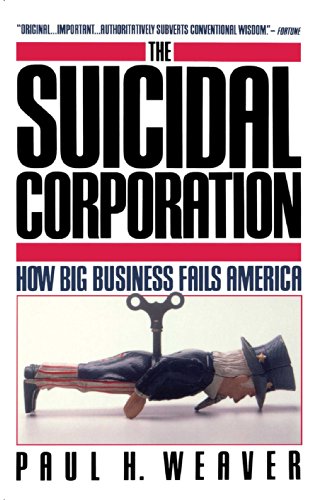 "ORIGINAL...IMPORTANT...AUTHORITATIVELY SUBVERTS CONVENTIONAL WISDOM." – FORTUNE
THE
SUICIDAL
CORPORATION
HOW BIG BUSINESS FAILS AMERICA
PAUL H. WEAVER